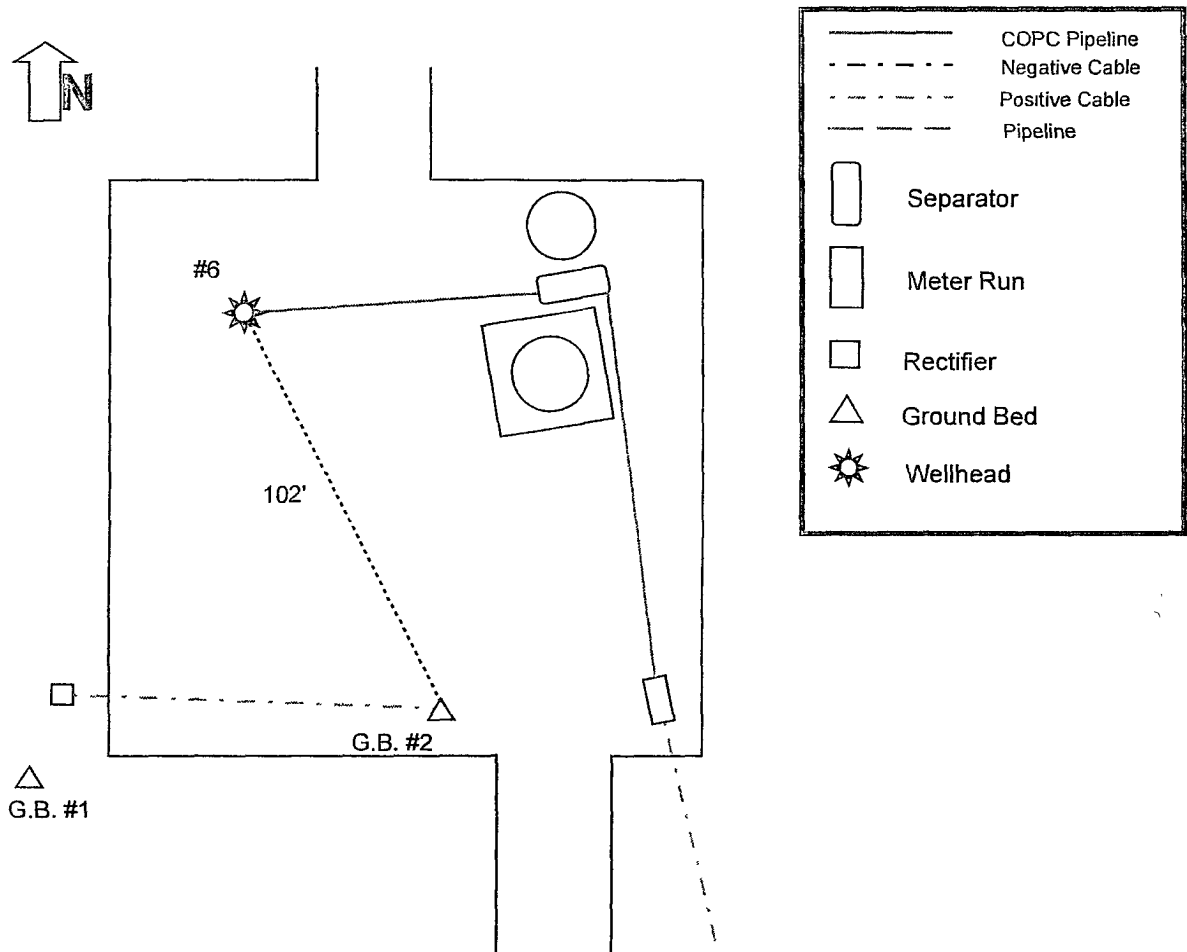 N
#6
102'
G.B. #2
G.B. #1
COPC Pipeline
Negative Cable
Positive Cable
Pipeline
Separator
Meter Run
Rectifier
Ground Bed
Wellhead